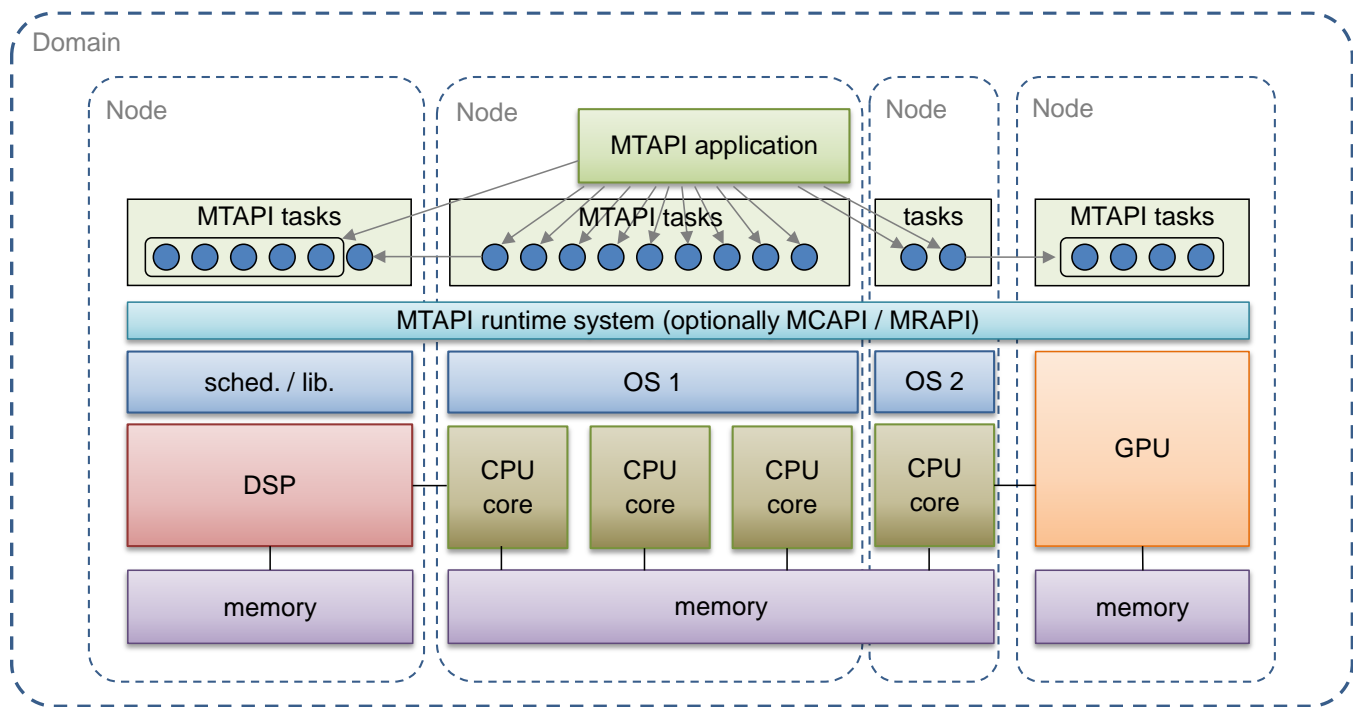 Domain
Node
Node
Node
Node
MTAPI application
MTAPI tasks
MTAPI tasks
tasks
MTAPI tasks
MTAPI runtime system (optionally MCAPI / MRAPI)
sched. / lib.
OS 1
OS 2
GPU
DSP
CPU
core
CPU
core
CPU
core
CPU
core
memory
memory
memory